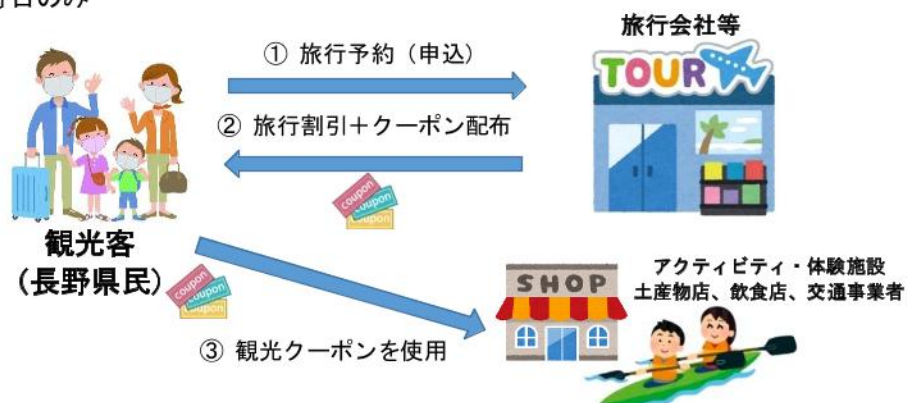 旅行会社等
① 旅行予約（申込）
TOUR
② 旅行割引＋クーポン配布
coupon
coupon
coupon
観光客
（長野県民）
coupon
coupon
coupon
SHOP
アクティビティ・体験施設
土産物店、飲食店、交通事業者
③ 観光クーポンを使用